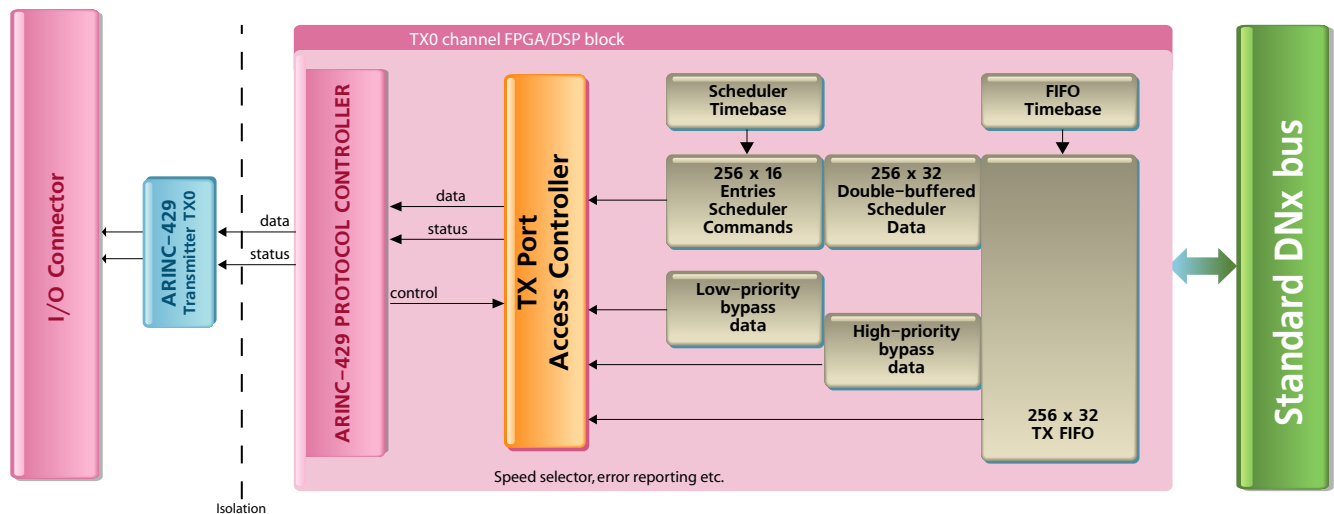 TX0 channel FPGA/DSP block
I/O Connector
ARINC-429
Transmitter TX0
data
status
Isolation
ARINC-429 PROTOCOL CONTROLLER
data
status
control
TX Port
Access Controller
Scheduler
Timebase
FIFO
Timebase
256 x 16
Entries
Scheduler
Commands
256 x 32
Double-buffered
Scheduler
Data
Low-priority
bypass
data
High-priority
bypass
data
256 x 32
TX FIFO
Speed selector, error reporting etc.
Standard DNx bus